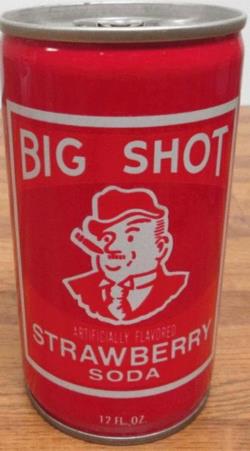 BIG SHOT
ARTIFICIALLY FLAVORED
STRAWBERRY
SODA
12 FL. OZ.